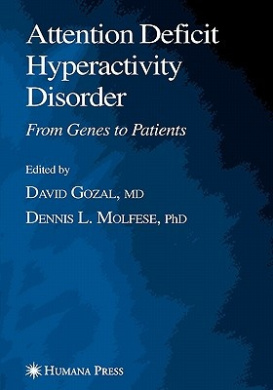 Attention Deficit
Hyperactivity
Disorder
From Genes to Patients
Edited by
DAVID GOZAL, MD
DENNIS L. MOLFESE, PhD
HUMANA PRESS